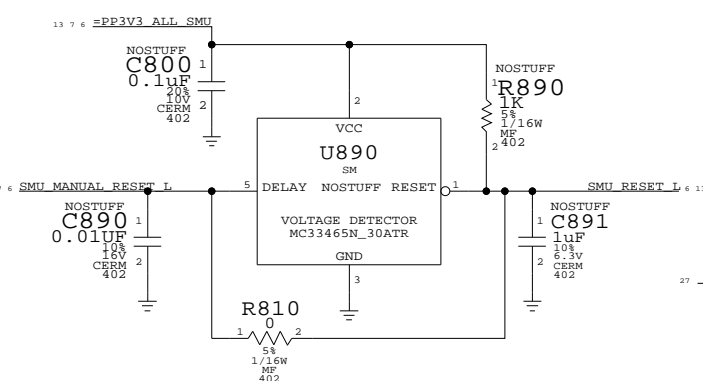 13 7 6 =PP3V3_ALL_SMU
NOSTUFF
C800 1
0.1uF
20%
10V 2
CERM
402
NOSTUFF
1 R890
1K
5%
1/16W
MF
2 402
2
VCC
U890
SM
6 SMU_MANUAL_RESET_L
5 DELAY NOSTUFF RESET 1
SMU_RESET_L 6 13
VOLTAGE DETECTOR
MC33465N_30ATR
GND
3
NOSTUFF
C890 1
0.01UF
10%
16V 2
CERM
402
NOSTUFF
1 C891
1uF
10%
6.3V
2 CERM
402
27
R810
0
1 2
5%
1/16W
MF
402